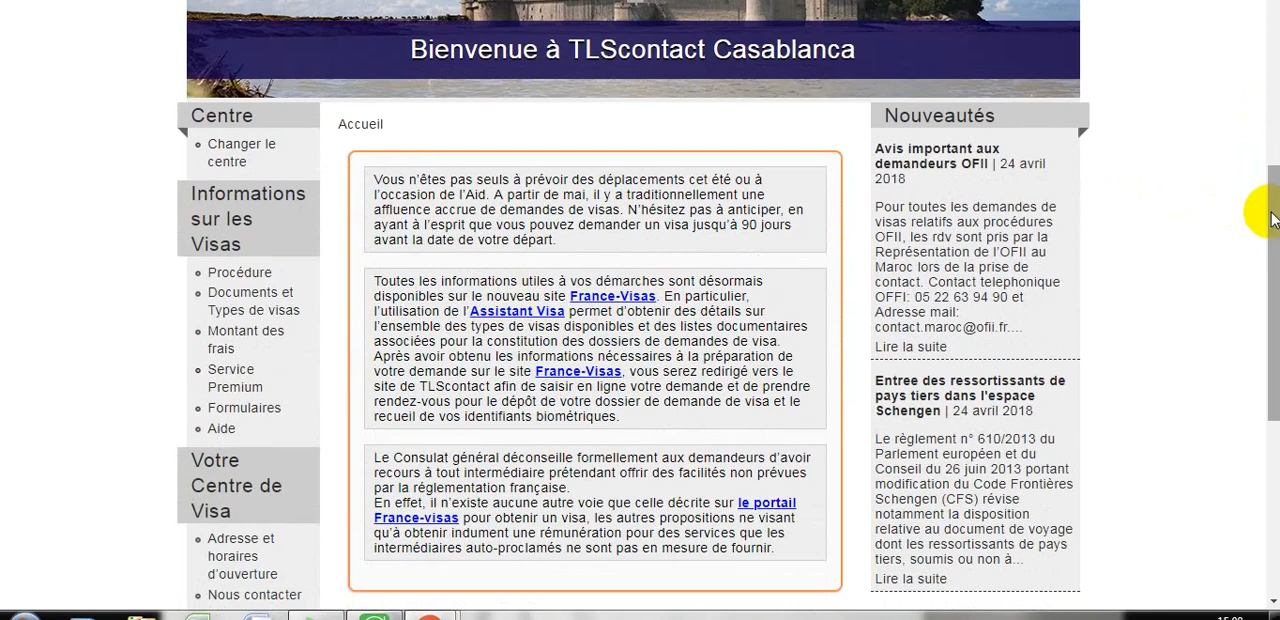 Bienvenue à TLScontact Casablanca
Centre
Changer le
centre
Informations
sur les
Visas
Procédure
Documents et
Types de visas
Montant des
frais
Service
Premium
Formulaires
Aide
Votre
Centre de
Visa
Adresse et
horaires
d'ouverture
Nous contacter
Accueil
Vous n'êtes pas seuls à prévoir des déplacements cet été ou à
l'occasion de l'Aid. A partir de mai, il y a traditionnellement une
affluence accrue de demandes de visas. N'hésitez pas à anticiper, en
ayant à l'esprit que vous pouvez demander un visa jusqu'à 90 jours
avant la date de votre départ.
Toutes les informations utiles à vos démarches sont désormais
disponibles sur le nouveau site France-Visas. En particulier,
l'utilisation de l'Assistant Visa permet d'obtenir des détails sur
l'ensemble des types de visas disponibles et des listes documentaires
associées pour la constitution des dossiers de demandes de visa.
Après avoir obtenu les informations nécessaires à la préparation de
votre demande sur le site France-Visas, vous serez redirigé vers le
site de TLScontact afin de saisir en ligne votre demande et de prendre
rendez-vous pour le dépôt de votre dossier de demande de visa et le
recueil de vos identifiants biométriques.
Le Consulat général déconseille formellement aux demandeurs d'avoir
recours à tout intermédiaire prétendant offrir des facilités non prévues
par la réglementation française.
En effet, il n'existe aucune autre voie que celle décrite sur le portail
France-visas pour obtenir un visa, les autres propositions ne visant
qu'à obtenir indument une rémunération pour des services que les
intermédiaires auto-proclamés ne sont pas en mesure de fournir.
Nouveautés
Avis important aux
demandeurs OFII | 24 avril
2018
Pour toutes les demandes de
visas relatifs aux procédures
OFII, les rdv sont pris par la
Représentation de l'OFII au
Maroc lors de la prise de
contact. Contact telephonique
OFFI: 05 22 63 94 90 et
Adresse mail:
contact.maroc@ofii.fr....
Lire la suite
Entree des ressortissants de
pays tiers dans l'espace
Schengen | 24 avril 2018
Le règlement n° 610/2013 du
Parlement européen et du
Conseil du 26 juin 2013 portant
modification du Code Frontières
Schengen (CFS) révise
notamment la disposition
relative au document de voyage
dont les ressortissants de pays
tiers, soumis ou non à...
Lire la suite